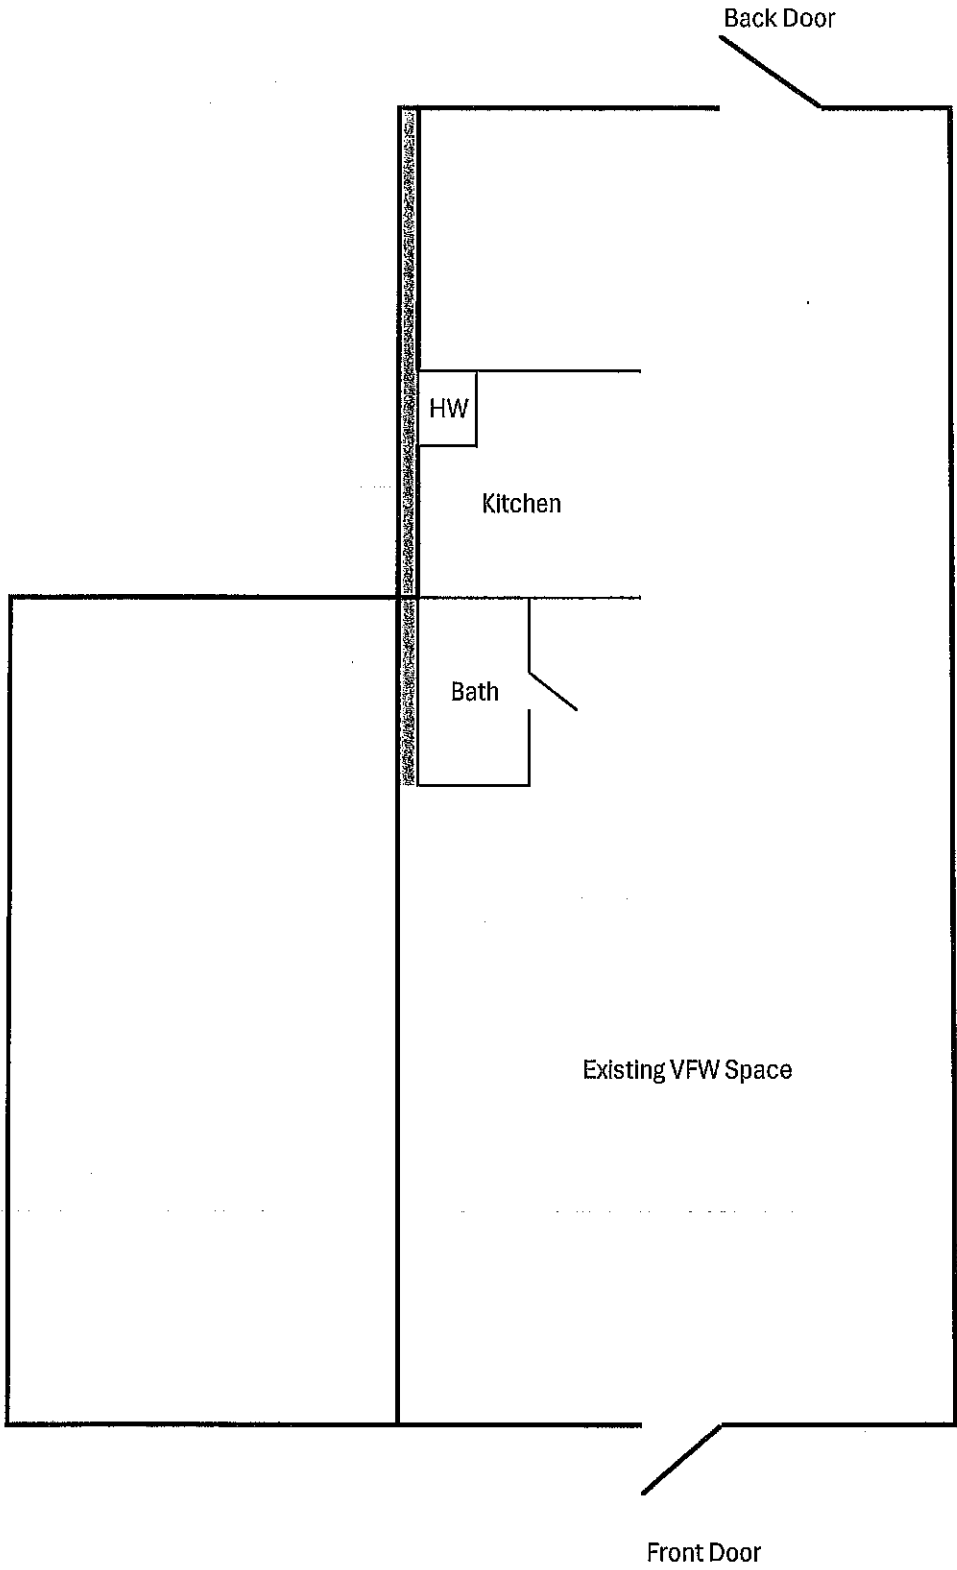 Back Door
HW
Kitchen
Bath
Existing VFW Space
Front Door